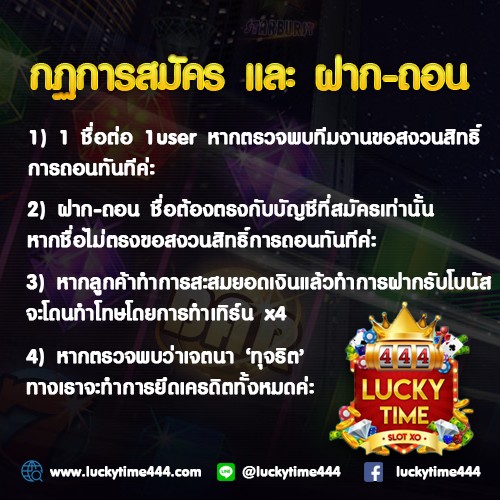 STARBURST
กฏการสมัคร และ ฝาก-ถอน
1) 1 ชื่อต่อ 1user หากตรวจพบทีมงานขอสงวนสิทธิ์
การถอนทันทีค่ะ
2) ฝาก-ถอน ชื่อต้องตรงกับบัญชีที่สมัครเท่านั้น
หากชื่อไม่ตรงขอสงวนสิทธิ์การถอนทันทีค่ะ
3) หากลูกค้าทำการสะสมยอดเงินแล้วทำการฝากรับโบนัส
จะโดนทำโทษโดยการทำเทิร์น x4
BAR
4) หากตรวจพบว่าเจตนา ‘ทุจริต’
ทางเราจะทำการยึดเครดิตทั้งหมดค่ะ
444
LUCKY
TIME
SLOT XO
www.luckytime444.com
LINE
@luckytime444
f
luckytime444